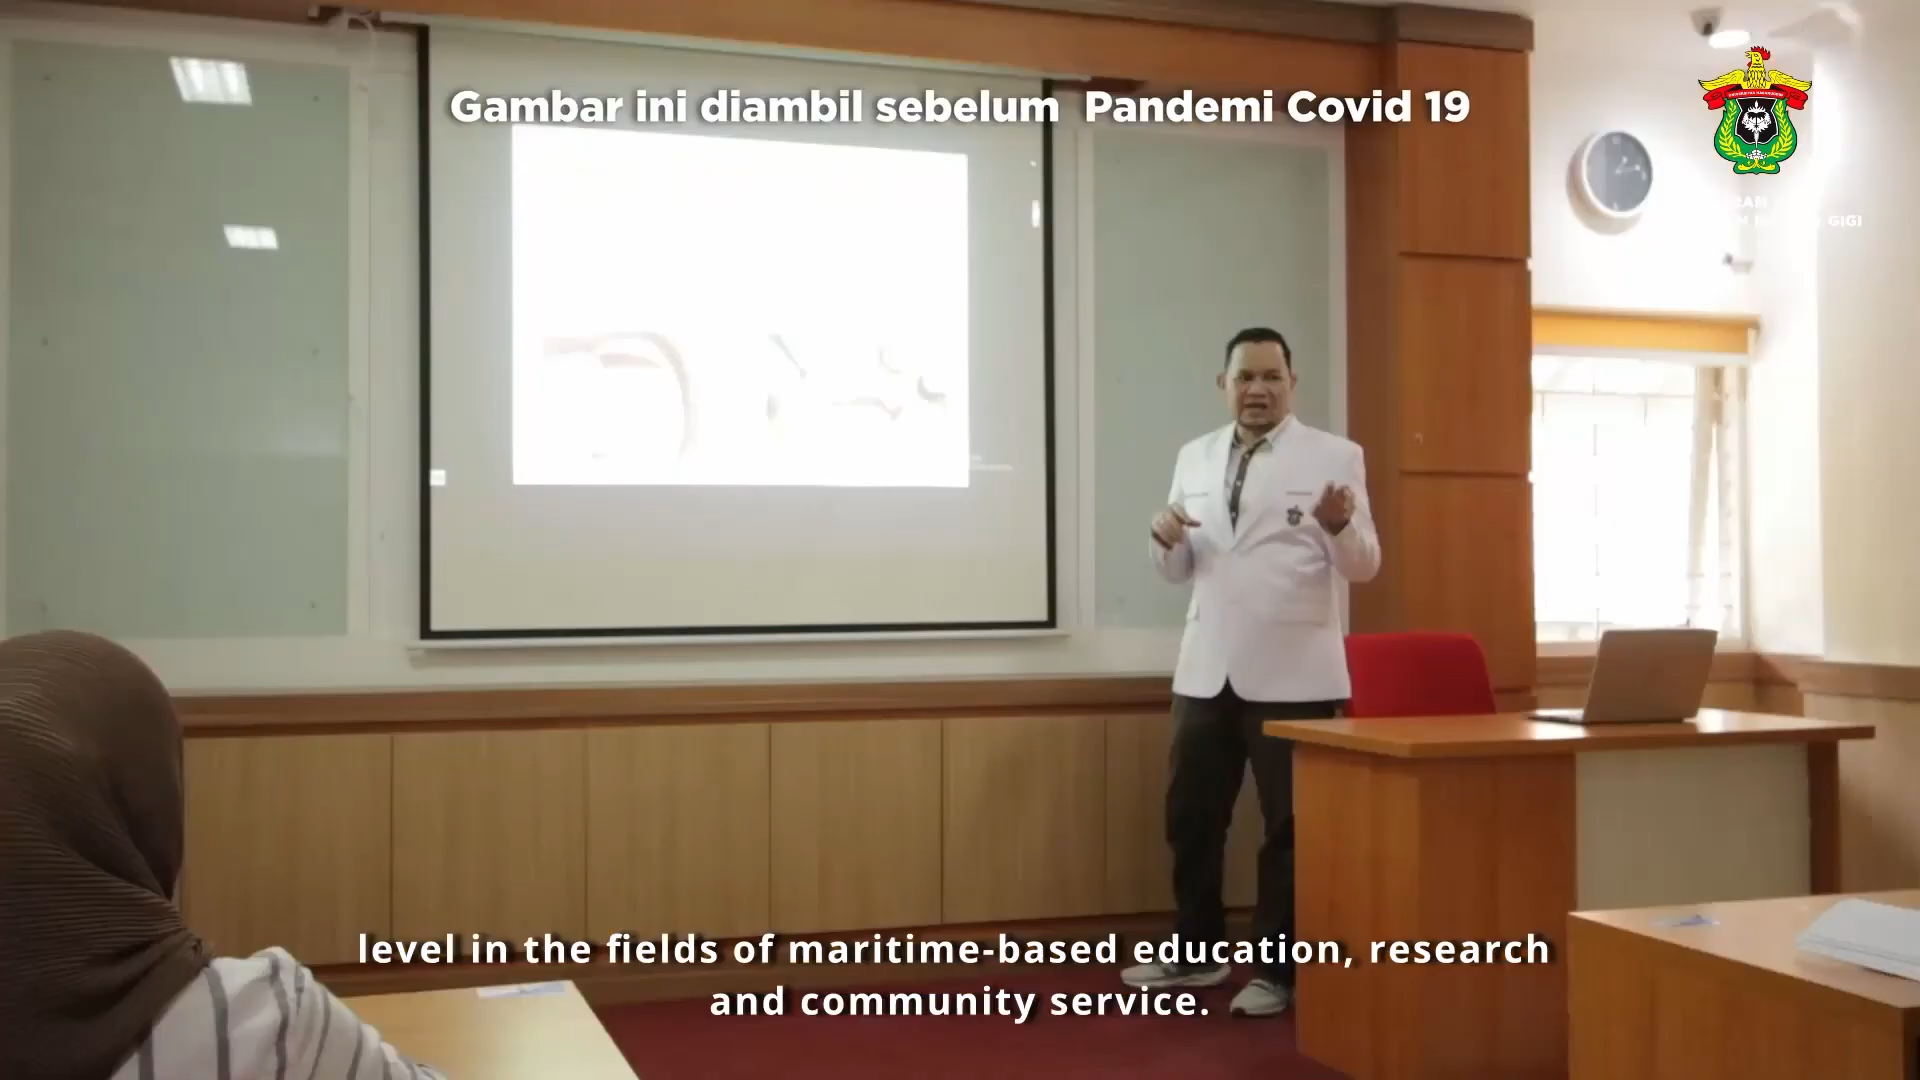 Gambar ini diambil sebelum Pandemi Covid 19
GIGI
level in the fields of maritime-based education, research
and community service.